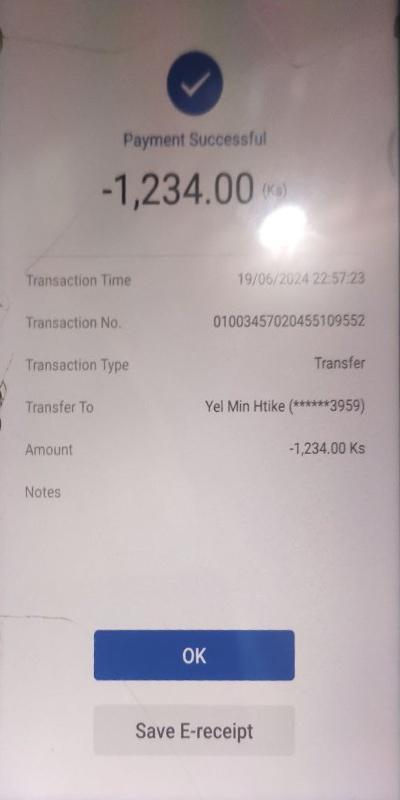 Payment Successful
-1,234.00 (Ks)
Transaction Time 19/06/2024 22:57:23
Transaction No. 01003457020455109552
Transaction Type Transfer
Transfer To Yel Min Htike (******3959)
Amount -1,234.00 Ks
Notes
OK
Save E-receipt